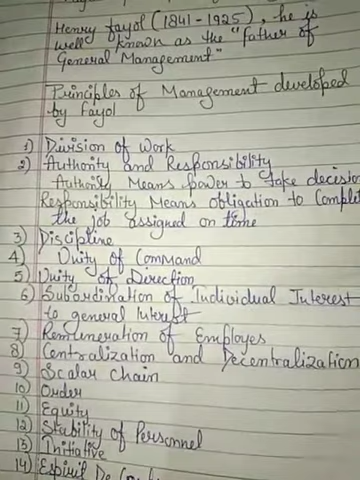 Henry Fayol (1841-1925), he is
well known as the "father of
General Management"
Principles of Management developed
by Fayol
1) Division of Work
2) Authority and Responsibility
Authority Means power to take decision
Responsibility Means obligation to Complet
the job assigned on time
3) Discipline
4) Unity of Command
5) Unity of Direction
6) Subordination of Individual Interest
to general Interest
7) Remuneration of Employes
8) Centralization and Decentralization
9) Scalar Chain
10) Order
11) Equity
12) Stability of Personnel
13) Initiative
14) Espirit De